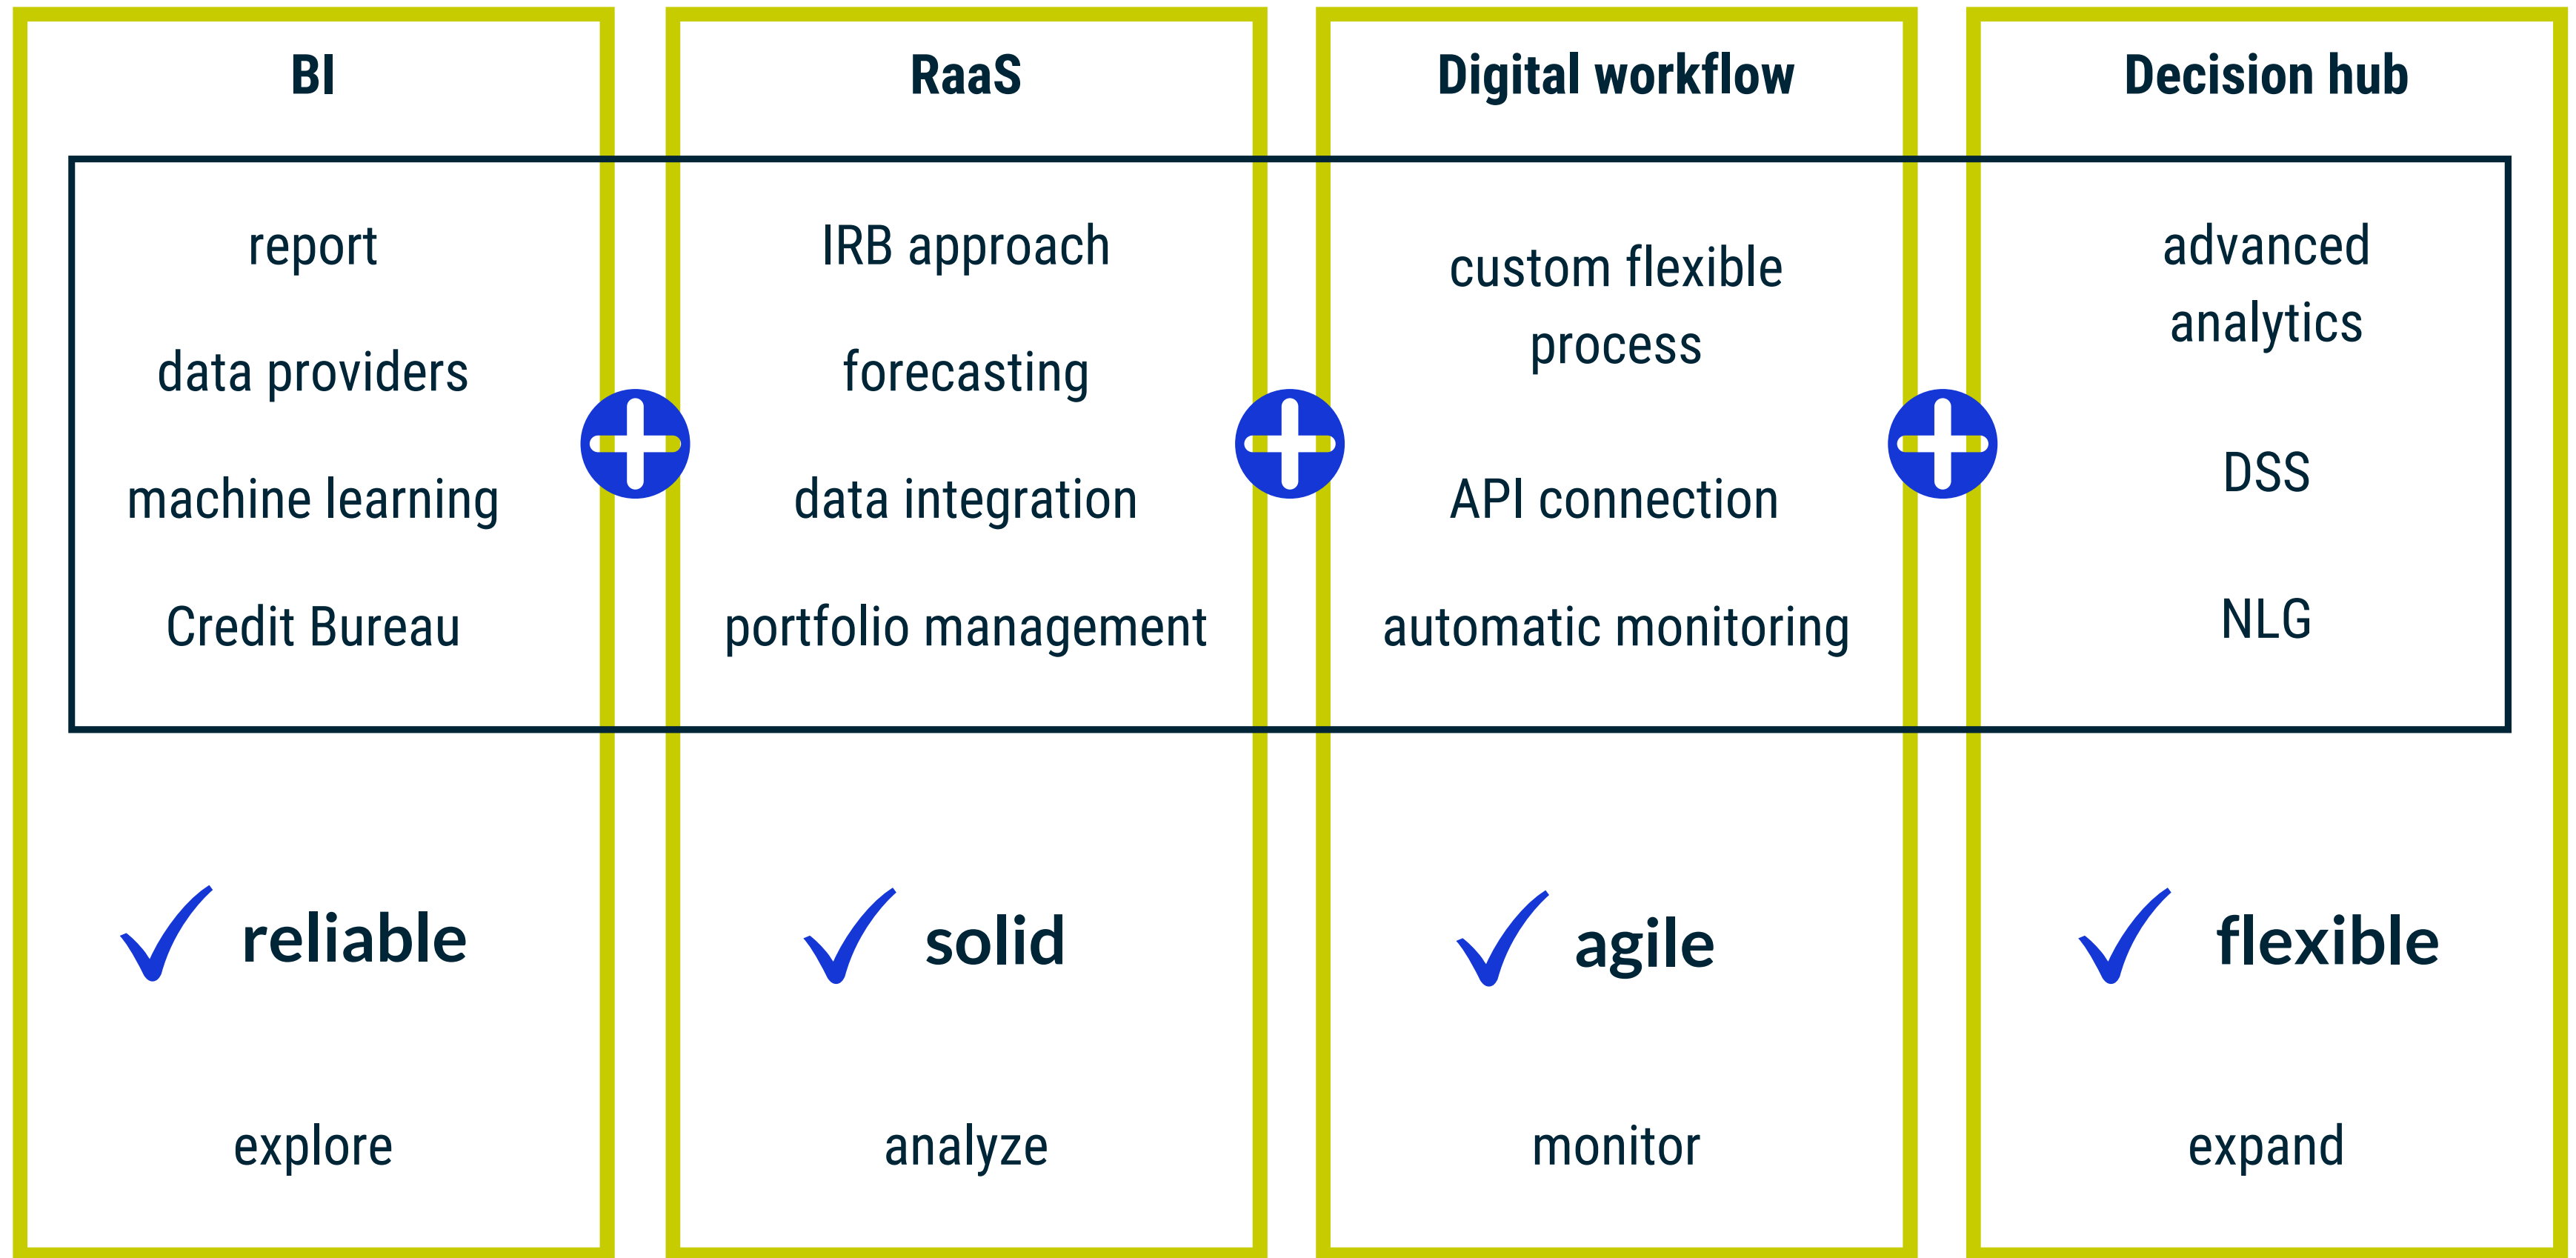 BI
report
data providers
machine learning
Credit Bureau
reliable
explore
RaaS
IRB approach
forecasting
data integration
portfolio management
solid
analyze
Digital workflow
custom flexible
process
API connection
automatic monitoring
agile
monitor
Decision hub
advanced
analytics
DSS
NLG
flexible
expand